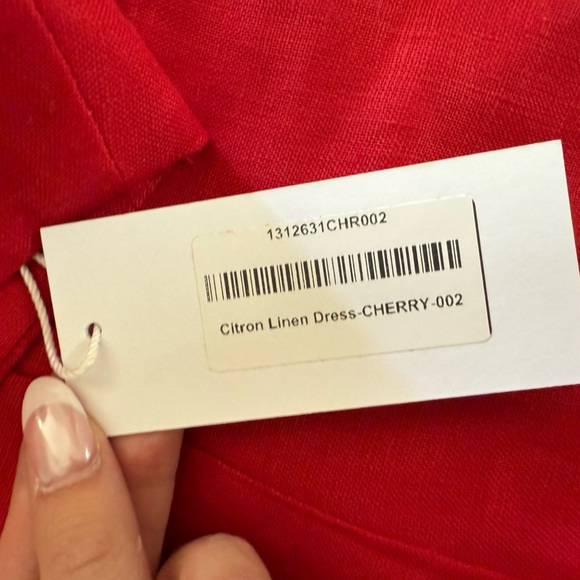 1312631CHR002
Citron Linen Dress-CHERRY-002